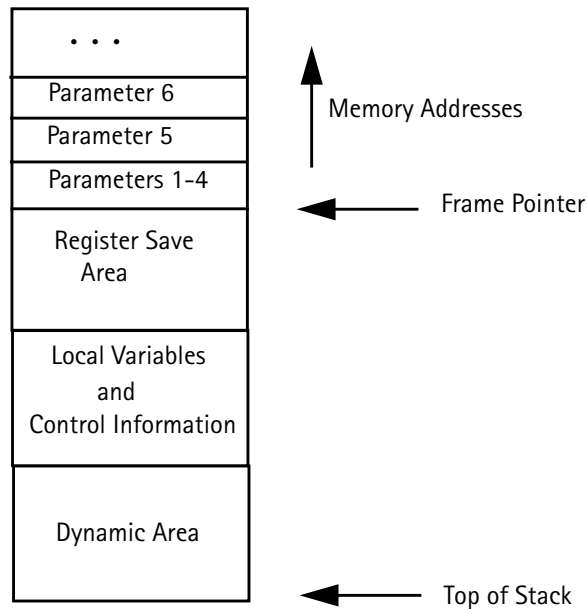 . . .
Parameter 6
Parameter 5
Parameters 1-4
Register Save
Area
Local Variables
and
Control Information
Dynamic Area
Memory Addresses
Frame Pointer
Top of Stack